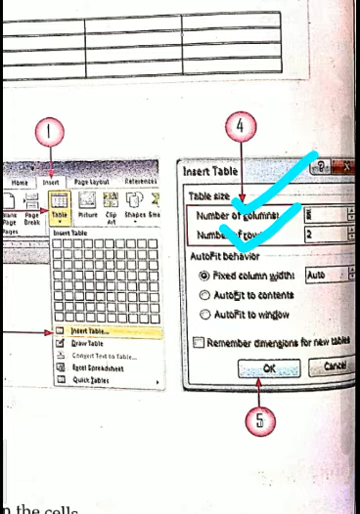 1
4
Home Insert Page Layout References
Page Break
Pages
Table
Picture
Clip Art
Shapes
Insert Table
Insert Table...
Draw Table
Convert Text to Table...
Excel Spreadsheet
Quick Tables
Insert Table
Table size
Number of columns:
Number of rows: 2
AutoFit behavior
Fixed column width: Auto
AutoFit to contents
AutoFit to window
Remember dimensions for new tables
OK Cancel
5
the cells